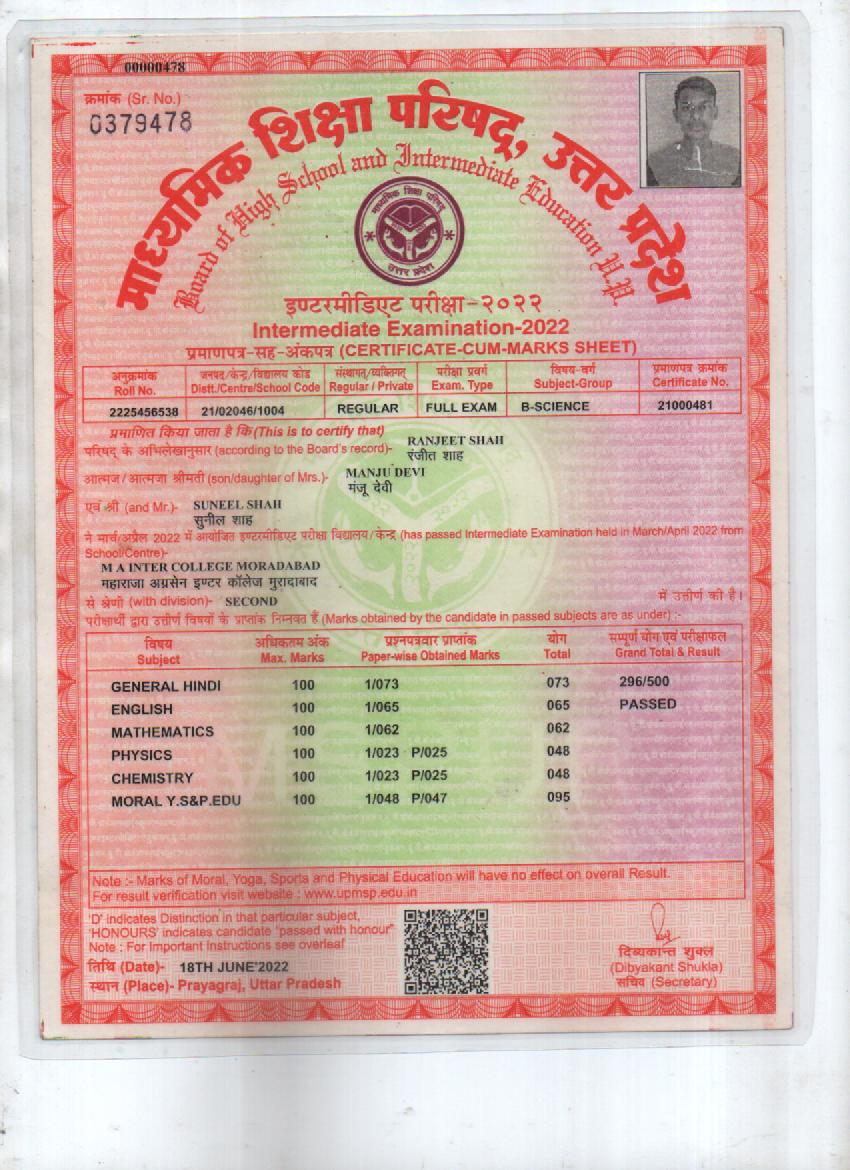 00000478
क्रमांक (Sr. No.)
0379478
माध्यमिक शिक्षा परिषद्, उत्तर प्रदेश
Board of High School and Intermediate Education U.P.
माध्यमिक शिक्षा परिषद्
उत्तर प्रदेश
इण्टरमीडिएट परीक्षा-२०२२
Intermediate Examination-2022
प्रमाणपत्र-सह-अंकपत्र (CERTIFICATE-CUM-MARKS SHEET)
अनुक्रमांक जनपद/केन्द्र/विद्यालय कोड संस्थागत/व्यक्तिगत परीक्षा प्रवर्ग विषय-वर्ग प्रमाणपत्र क्रमांक
Roll No. Distt./Centre/School Code Regular / Private Exam. Type Subject-Group Certificate No.
2225456538 21/02046/1004 REGULAR FULL EXAM B-SCIENCE 21000481
प्रमाणित किया जाता है कि (This is to certify that)
परिषद् के अभिलेखानुसार (according to the Board's record)- RANJEET SHAH
रंजीत शाह
आत्मज/आत्मजा श्रीमती (son/daughter of Mrs.)- MANJU DEVI
मंजू देवी
एवं श्री (and Mr.)- SUNEEL SHAH
सुनील शाह
ने मार्च/अप्रैल 2022 में आयोजित इण्टरमीडिएट परीक्षा विद्यालय/केन्द्र (has passed Intermediate Examination held in March/April 2022 from
School/Centre)-
M A INTER COLLEGE MORADABAD
महाराजा अग्रसेन इण्टर कॉलेज मुरादाबाद
से श्रेणी (with division)- SECOND में उत्तीर्ण की है।
परीक्षार्थी द्वारा उत्तीर्ण विषयों के प्राप्तांक निम्नवत हैं (Marks obtained by the candidate in passed subjects are as under) :-
विषय अधिकतम अंक प्रश्नपत्रवार प्राप्तांक योग सम्पूर्ण योग एवं परीक्षाफल
Subject Max. Marks Paper-wise Obtained Marks Total Grand Total & Result
GENERAL HINDI 100 1/073 073 296/500
ENGLISH 100 1/065 065 PASSED
MATHEMATICS 100 1/062 062
PHYSICS 100 1/023 P/025 048
CHEMISTRY 100 1/023 P/025 048
MORAL Y.S&P.EDU 100 1/048 P/047 095
Note :- Marks of Moral, Yoga, Sports and Physical Education will have no effect on overall Result.
For result verification visit website : www.upmsp.edu.in
'D' indicates Distinction in that particular subject,
'HONOURS' indicates candidate "passed with honour"
Note : For Important Instructions see overleaf
तिथि (Date)- 18TH JUNE'2022
स्थान (Place)- Prayagraj, Uttar Pradesh
दिव्यकान्त शुक्ल
(Dibyakant Shukla)
सचिव (Secretary)